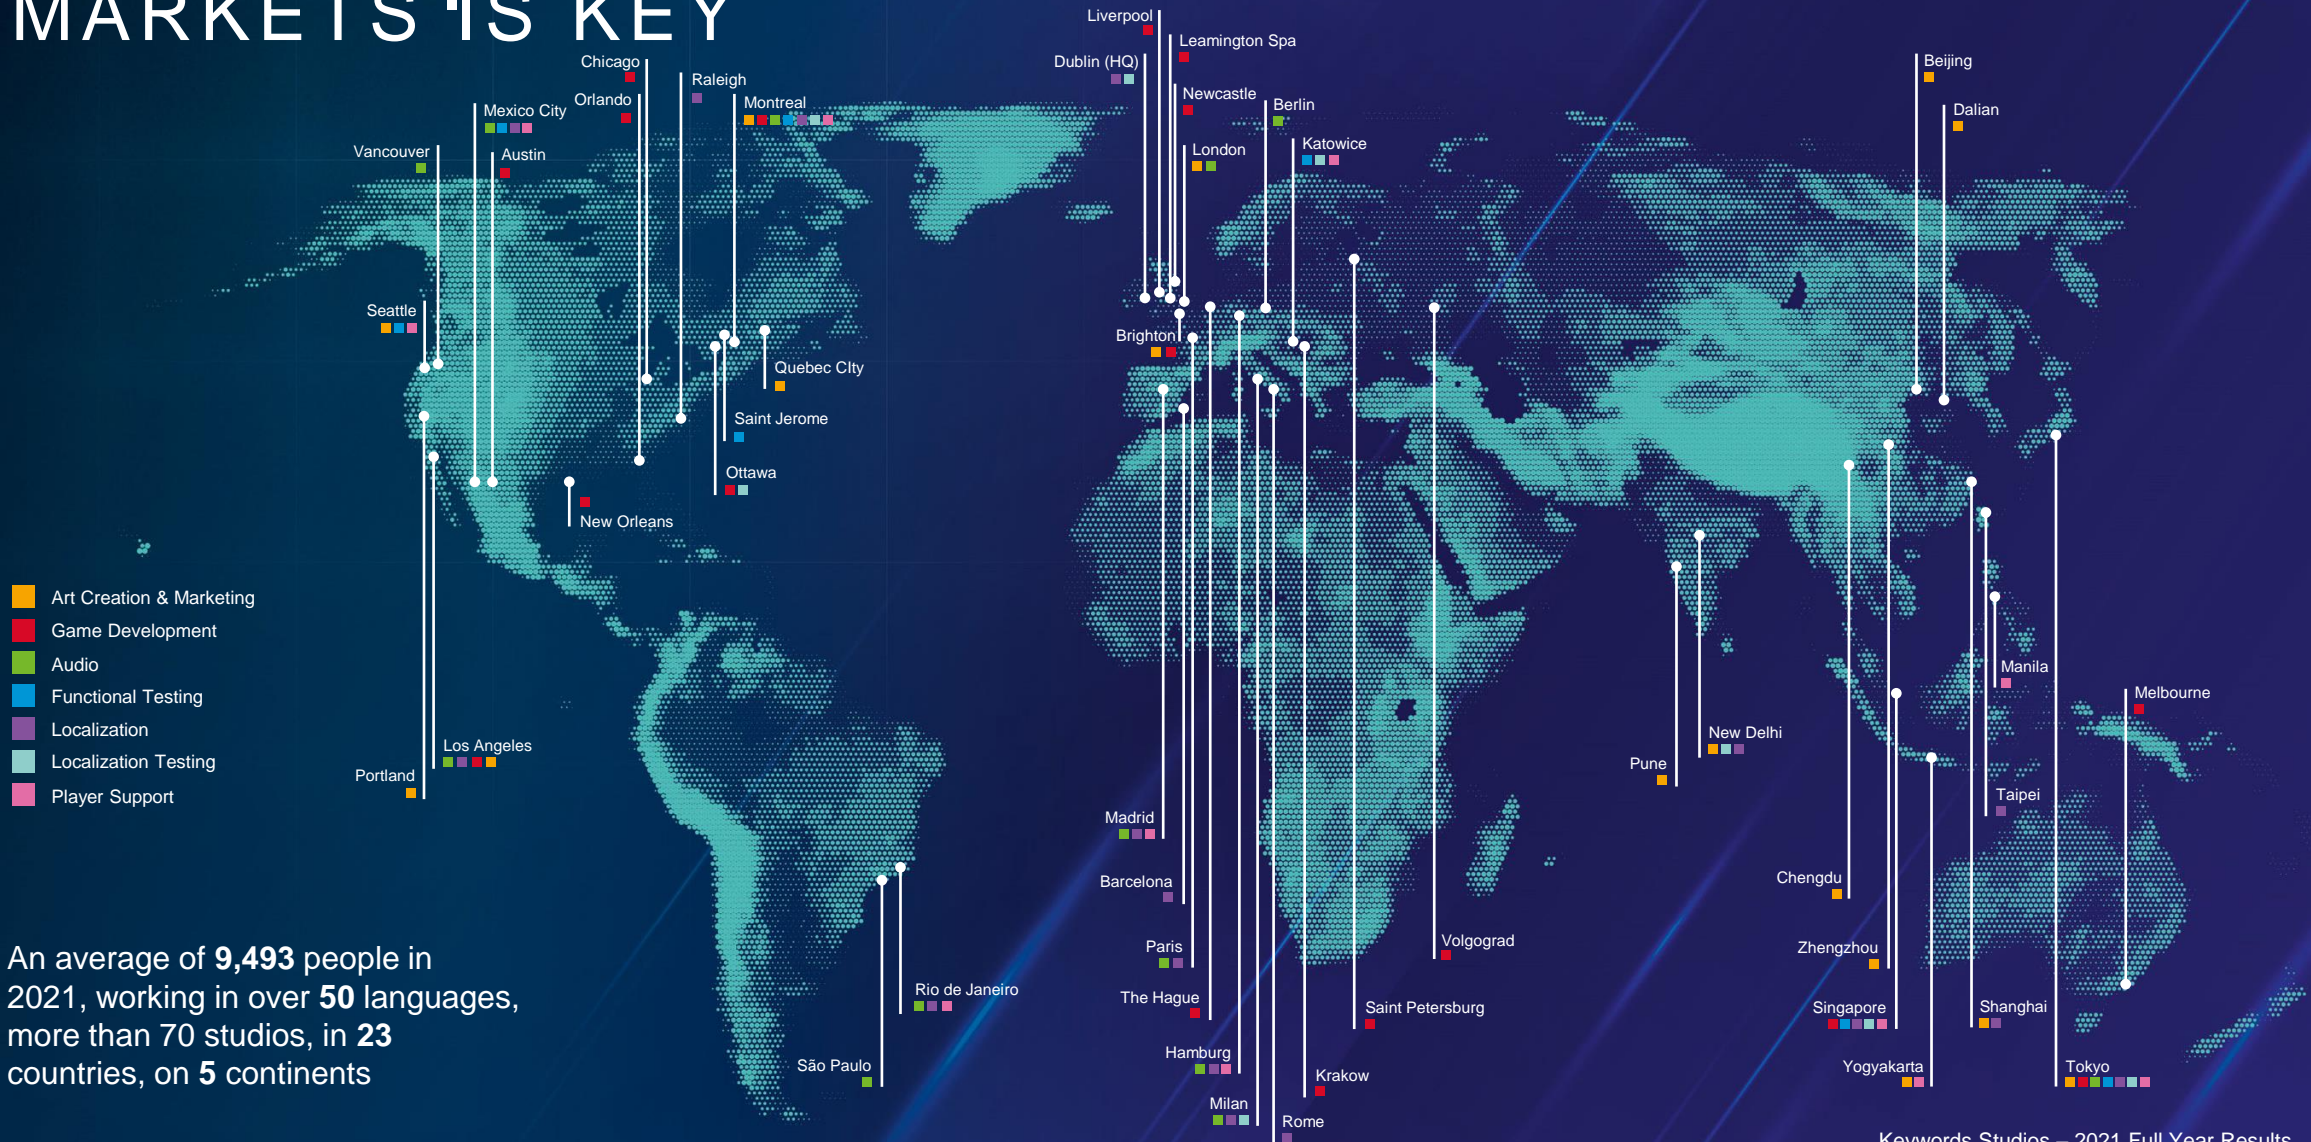 MARKETS IS KEY
Liverpool
Leamington Spa
Dublin (HQ)
Newcastle
Berlin
London
Katowice
Brighton
Beijing
Dalian
Chicago
Raleigh
Orlando
Montreal
Mexico City
Vancouver
Austin
Seattle
Quebec CIty
Saint Jerome
Ottawa
New Orleans
Art Creation & Marketing
Game Development
Audio
Functional Testing
Localization
Localization Testing
Player Support
Los Angeles
Portland
Manila
Melbourne
New Delhi
Pune
Taipei
Madrid
Barcelona
Chengdu
Paris
Volgograd
Zhengzhou
The Hague
Saint Petersburg
Singapore
Shanghai
Rio de Janeiro
São Paulo
Hamburg
Krakow
Yogyakarta
Tokyo
Milan
Rome
An average of 9,493 people in
2021, working in over 50 languages,
more than 70 studios, in 23
countries, on 5 continents
Keywords Studios – 2021 Full Year Results